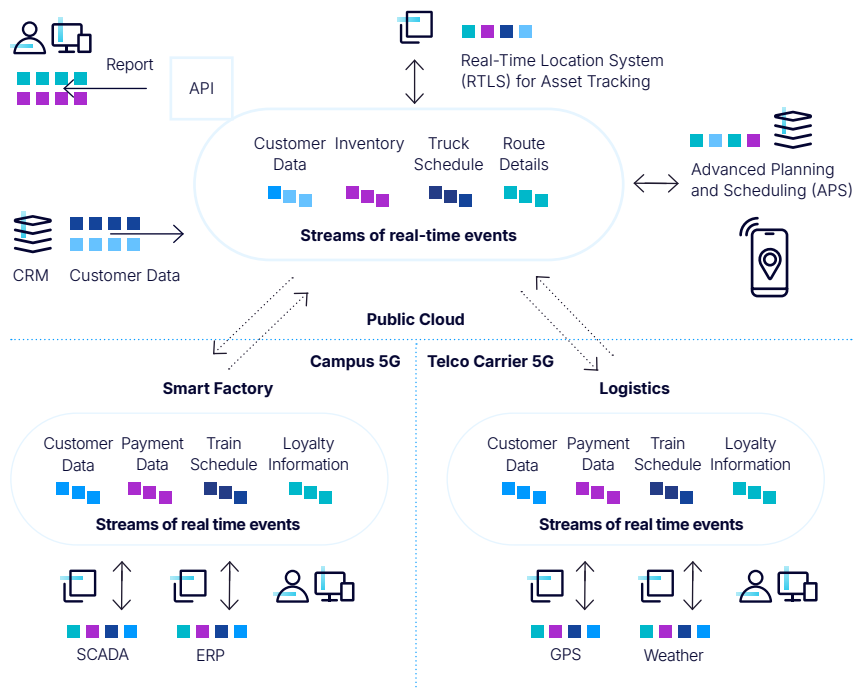 Report
API
Real-Time Location System
(RTLS) for Asset Tracking
Customer
Data
Inventory
Truck
Schedule
Route
Details
Streams of real-time events
Advanced Planning
and Scheduling (APS)
CRM
Customer Data
Public Cloud
Campus 5G
Telco Carrier 5G
Smart Factory
Customer
Data
Payment
Data
Train
Schedule
Loyalty
Information
Streams of real time events
SCADA
ERP
Logistics
Customer
Data
Payment
Data
Train
Schedule
Loyalty
Information
Streams of real time events
GPS
Weather